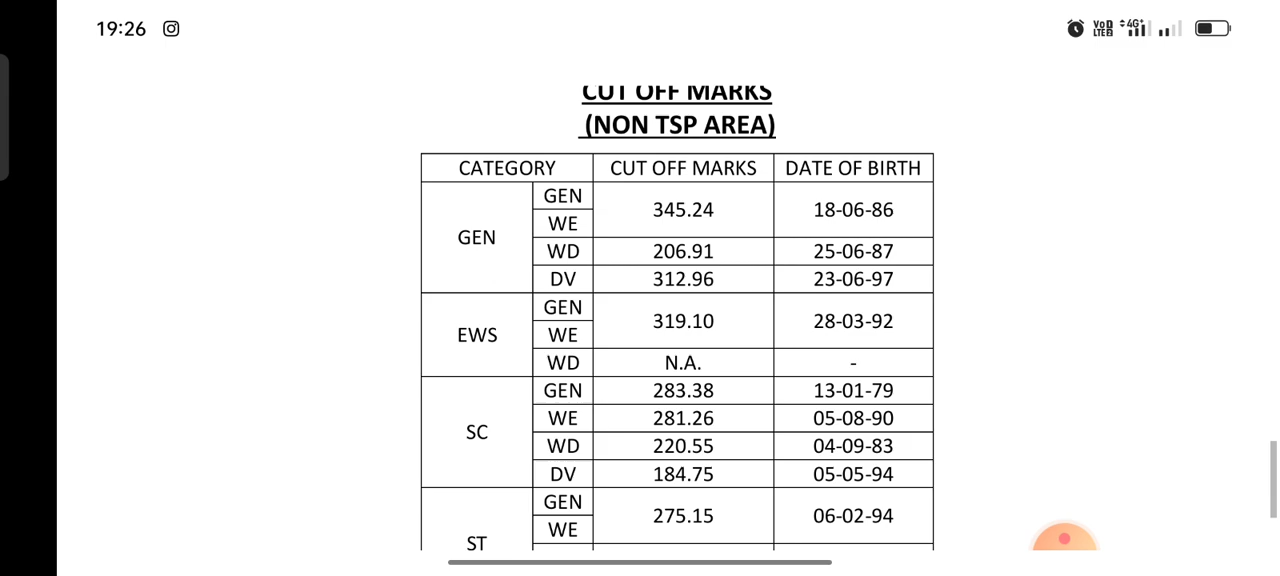 19:26
VoD
LTE2
4G+
CUT OFF MARKS
(NON TSP AREA)
CATEGORY CUT OFF MARKS DATE OF BIRTH
GEN
GEN 345.24 18-06-86
WE
WD 206.91 25-06-87
DV 312.96 23-06-97
EWS
GEN 319.10 28-03-92
WE
WD N.A. -
SC
GEN 283.38 13-01-79
WE 281.26 05-08-90
WD 220.55 04-09-83
DV 184.75 05-05-94
ST
GEN 275.15 06-02-94
WE